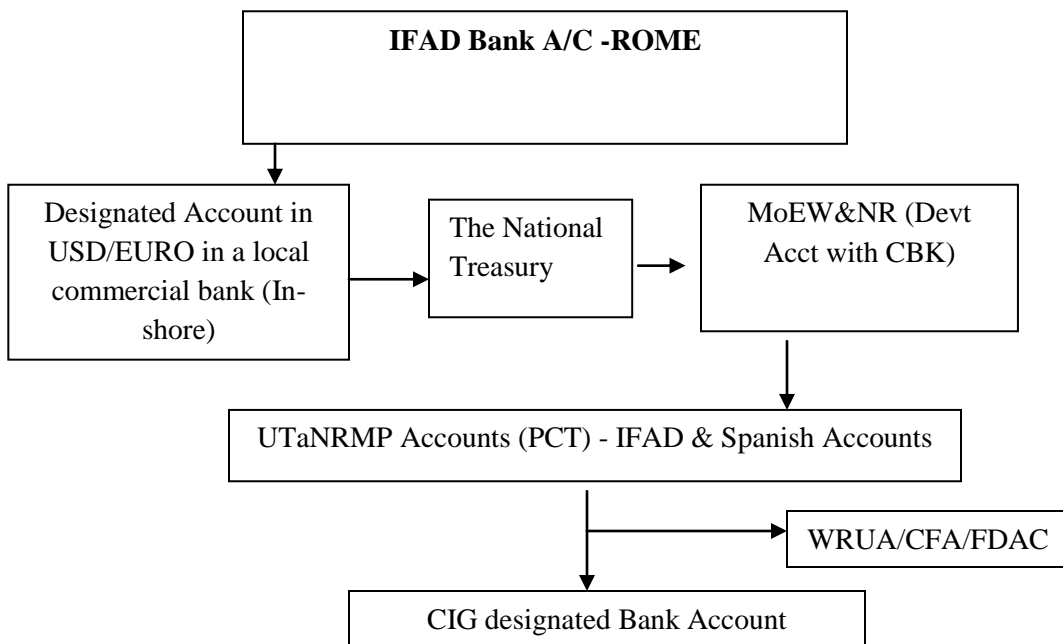 IFAD Bank A/C -ROME
Designated Account in
USD/EURO in a local
commercial bank (In-
shore)
The National
Treasury
MoEW&NR (Devt
Acct with CBK)
UTaNRMP Accounts (PCT) - IFAD & Spanish Accounts
WRUA/CFA/FDAC
CIG designated Bank Account